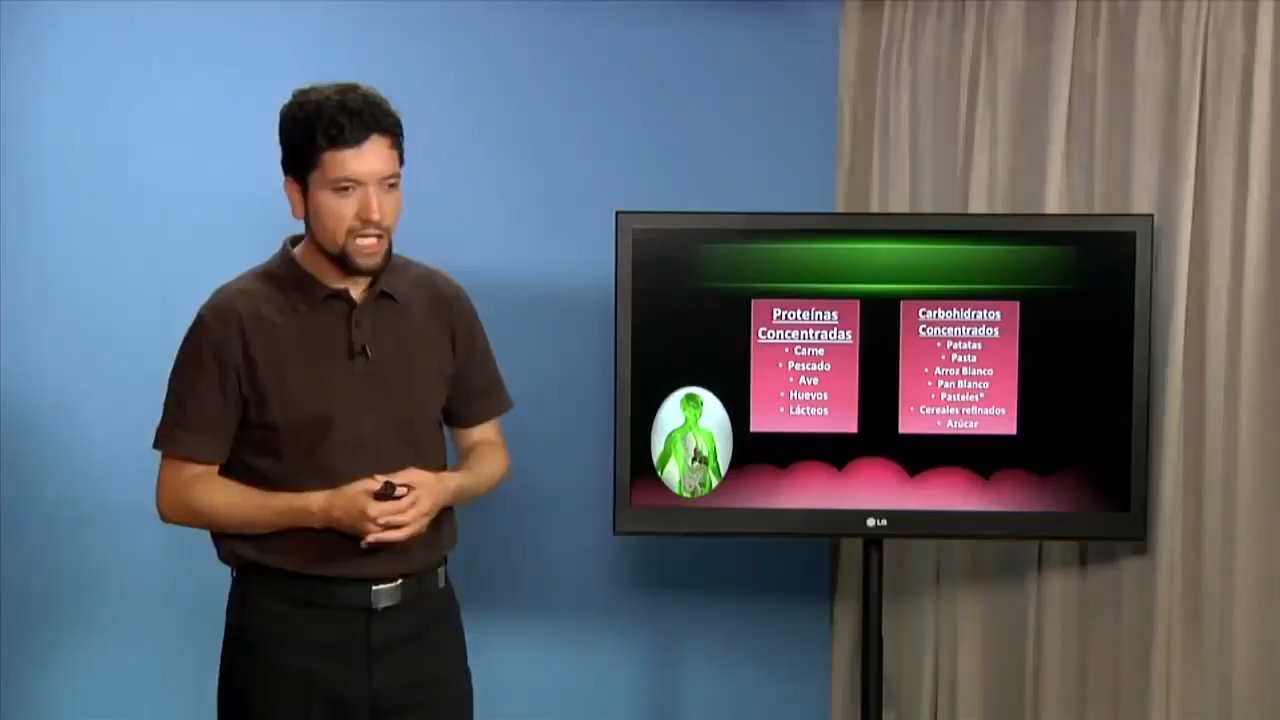 Proteínas
Concentradas
• Carne
• Pescado
• Ave
• Huevos
• Lácteos
Carbohidratos
Concentrados
• Patatas
• Pasta
• Arroz Blanco
• Pan Blanco
• Pasteles*
• Cereales refinados
• Azúcar
LG